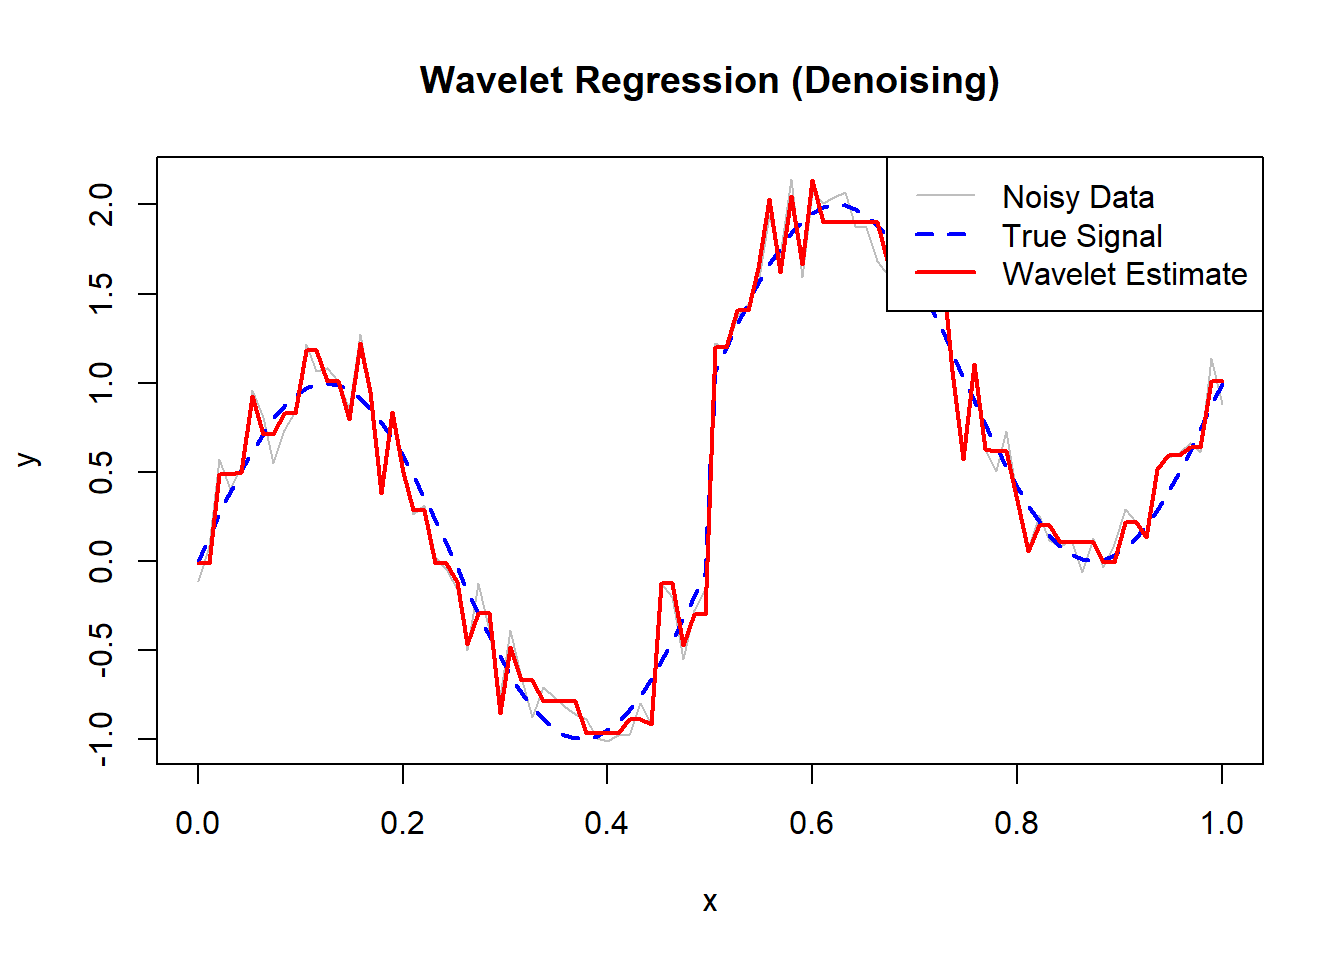 Wavelet Regression (Denoising)
Noisy Data
True Signal
Wavelet Estimate
y
2.0
1.5
1.0
0.5
0.0
-0.5
-1.0
0.0 0.2 0.4 0.6 0.8 1.0
x